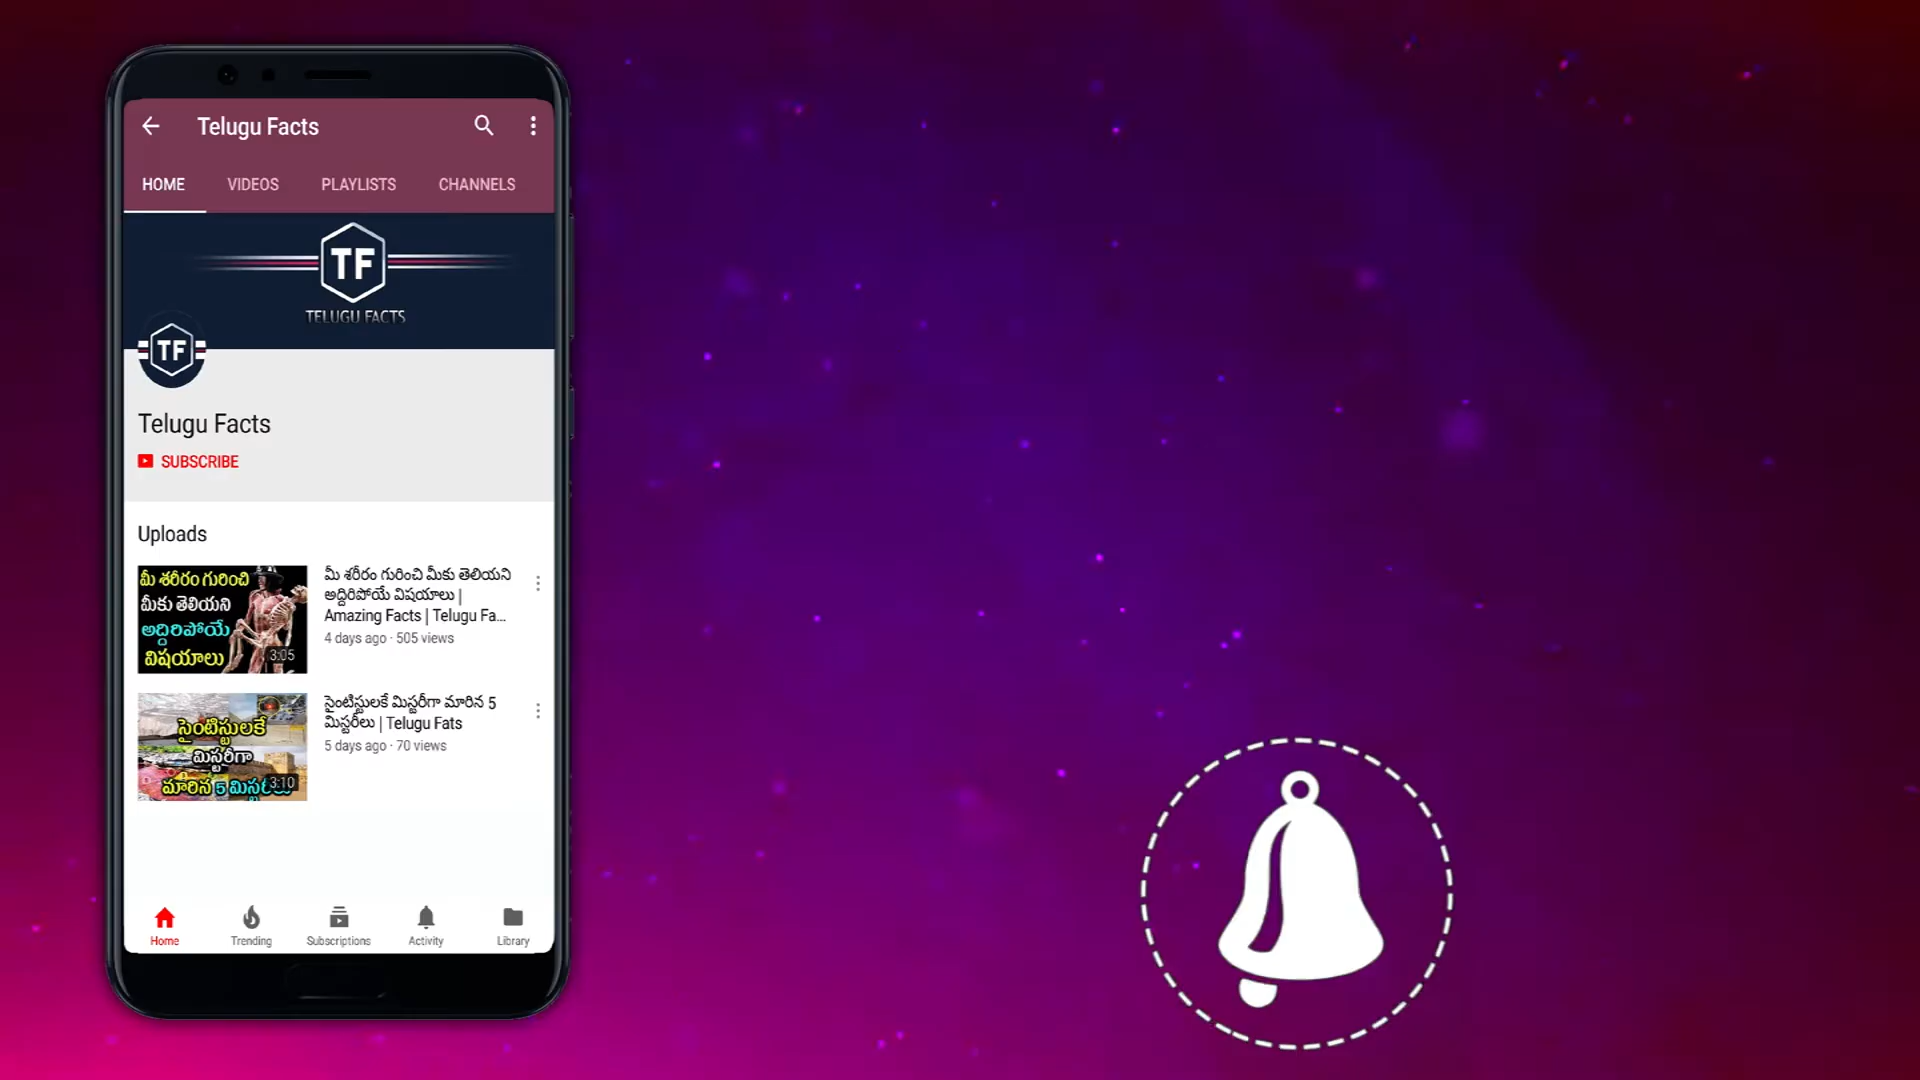 Telugu Facts
HOME VIDEOS PLAYLISTS CHANNELS
TF
TELUGU FACTS
TF
Telugu Facts
SUBSCRIBE
Uploads
మీ శరీరం గురించి
మీకు తెలియని
అద్దిరిపోయే
విషయాలు
3:05
మీ శరీరం గురించి మీకు తెలియని
అద్దిరిపోయే విషయాలు |
Amazing Facts | Telugu Fa...
4 days ago · 505 views
సైంటిస్టులకే
మిస్టరీగా
మారిన 5
3:10
సైంటిస్టులకే మిస్టరీగా మారిన 5
మిస్టరీలు | Telugu Fats
5 days ago · 70 views
Home Trending Subscriptions Activity Library